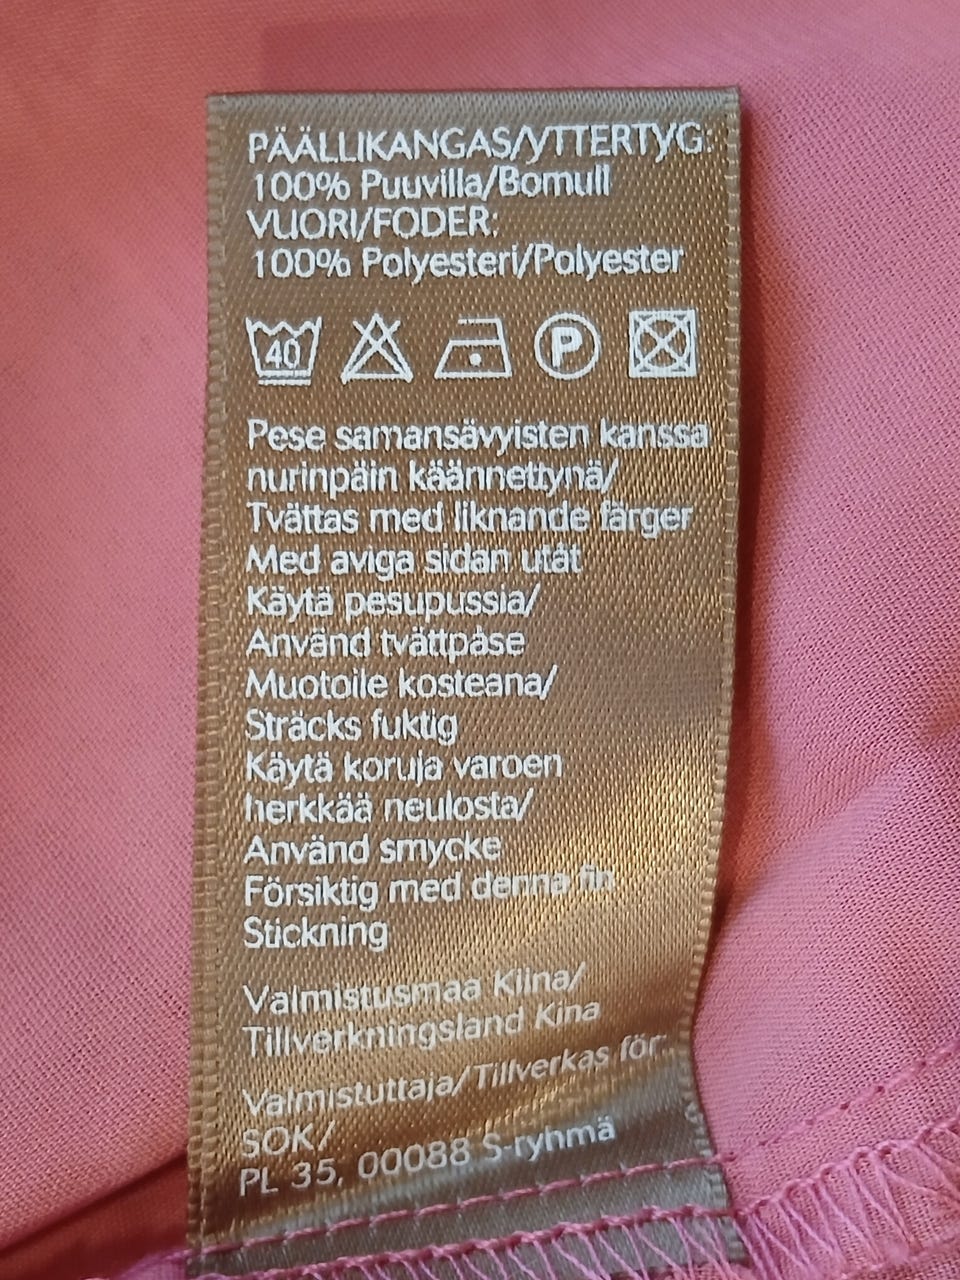 PÄÄLLIKANGAS/YTTERTYG:
100% Puuvilla/Bomull
VUORI/FODER:
100% Polyesteri/Polyester
40 P
Pese samansävyisten kanssa
nurinpäin käännettynä/
Tvättas med liknande färger
Med aviga sidan utåt
Käytä pesupussia/
Använd tvättpåse
Muotoile kosteana/
Sträcks fuktig
Käytä koruja varoen
herkkää neulosta/
Använd smycke
Försiktig med denna fin
Stickning
Valmistusmaa Kiina/
Tillverkningsland Kina
Valmistuttaja/Tillverkas för:
SOK/
PL 35, 00088 S-ryhmä